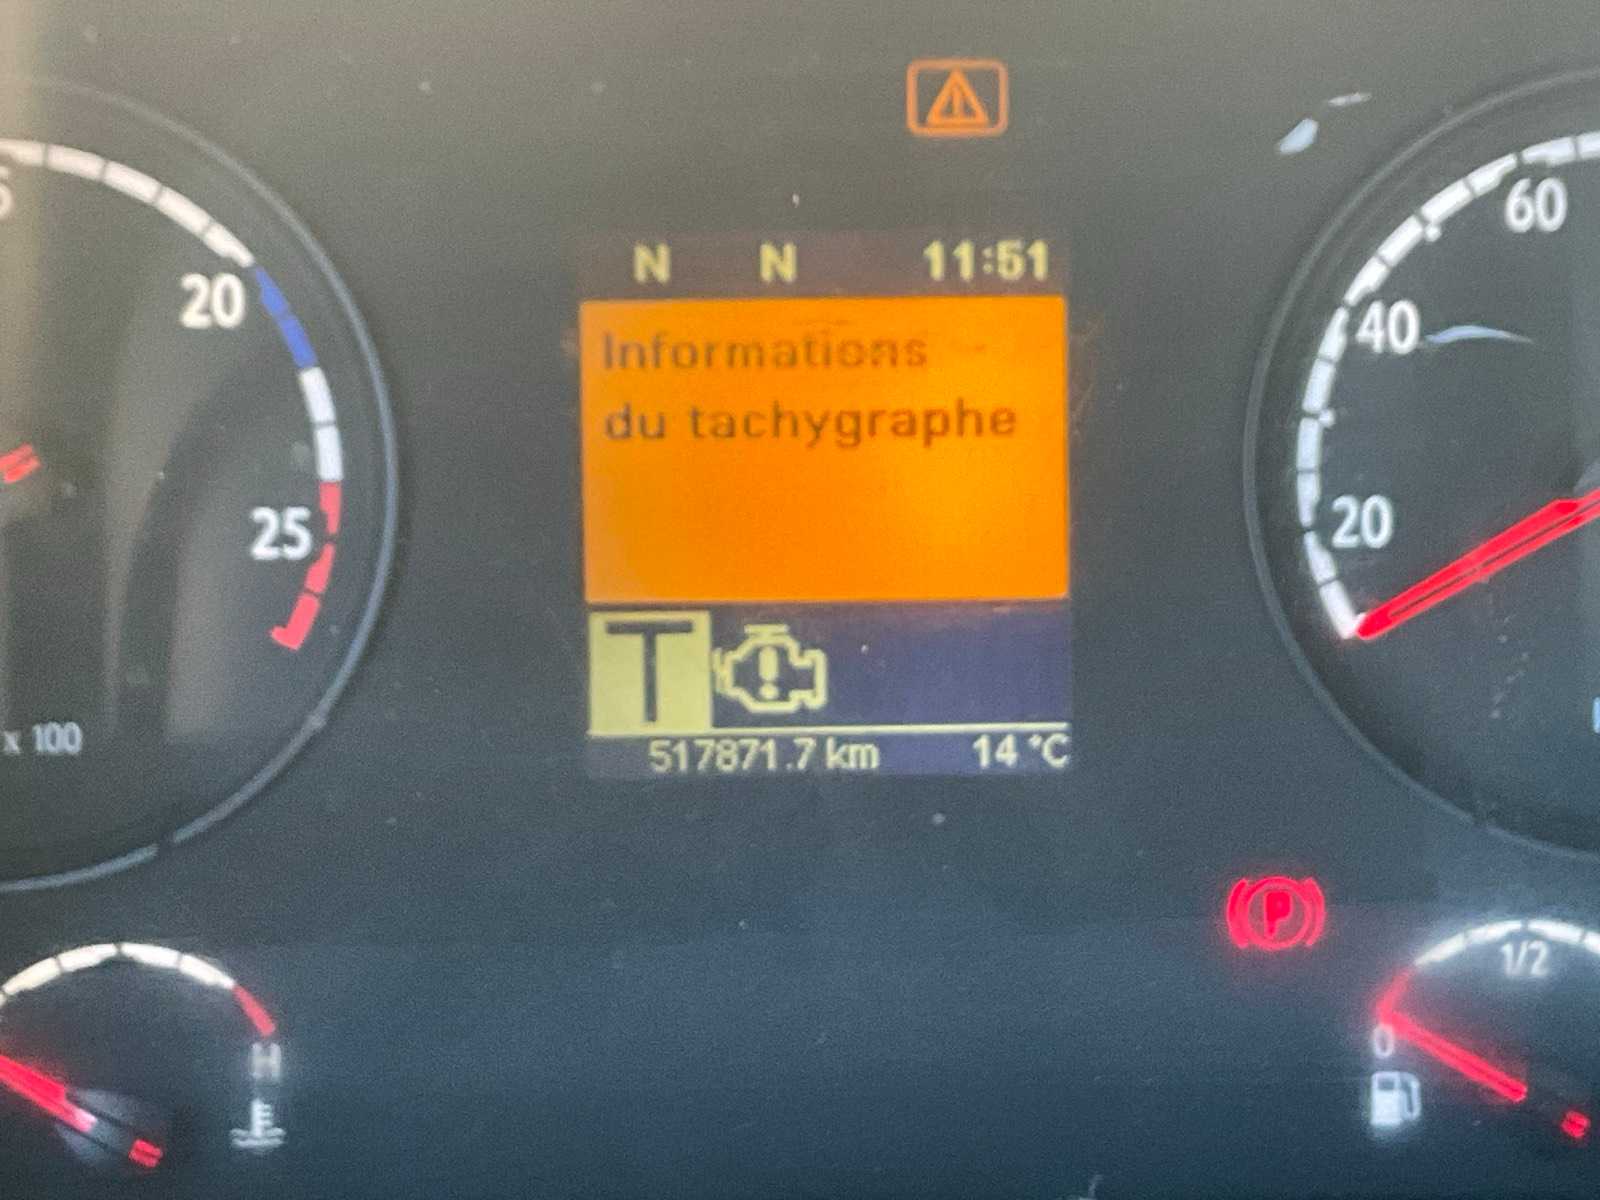 N N 11:51
Informations
du tachygraphe
T
517871.7 km 14 °C
20
25
x 100
60
40
20
P
H
1/2
0